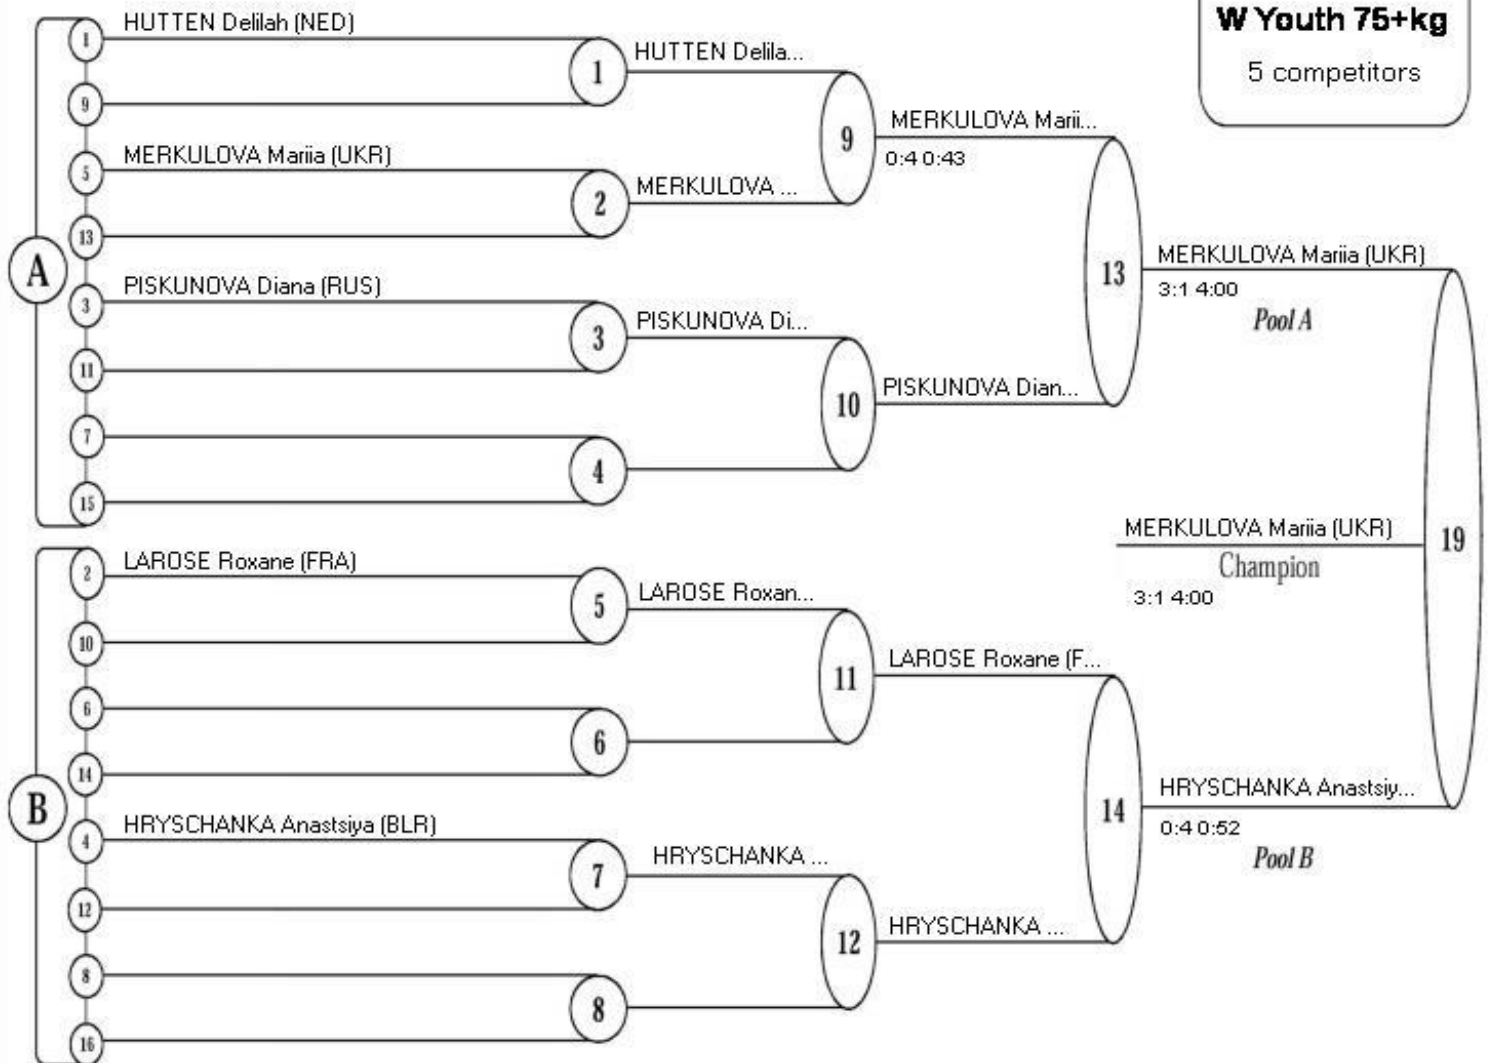 W Youth 75+kg
5 competitors
A
1
HUTTEN Delilah (NED)
9
5
MERKULOVA Mariia (UKR)
13
3
PISKUNOVA Diana (RUS)
11
7
15
1
2
3
4
HUTTEN Delila...
MERKULOVA ...
PISKUNOVA Di...
9
10
MERKULOVA Marii...
0:4 0:43
PISKUNOVA Dian...
13
MERKULOVA Mariia (UKR)
3:1 4:00
Pool A
B
2
LAROSE Roxane (FRA)
10
6
14
4
HRYSCHANKA Anastsiya (BLR)
12
8
16
5
6
7
8
LAROSE Roxan...
HRYSCHANKA ...
11
12
LAROSE Roxane (F...
HRYSCHANKA ...
14
HRYSCHANKA Anastsiy...
0:4 0:52
Pool B
19
MERKULOVA Mariia (UKR)
Champion
3:1 4:00